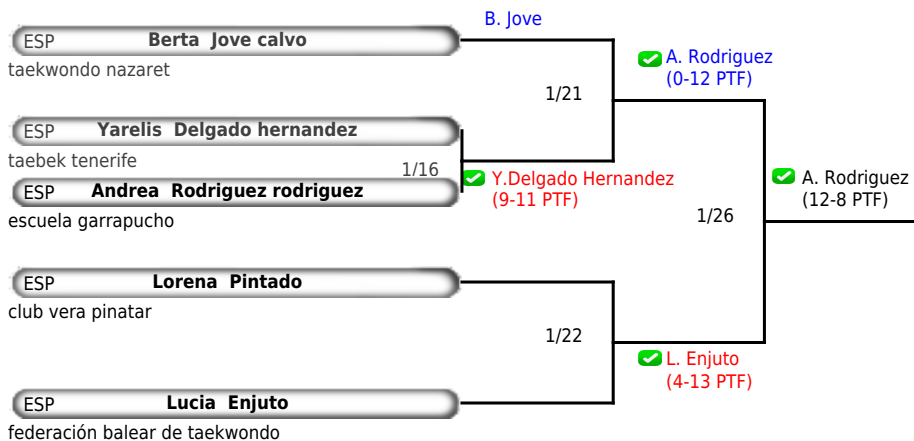 B. Jove
ESP Berta Jove calvo
taekwondo nazaret
A. Rodriguez
(0-12 PTF)
1/21
ESP Yarelis Delgado hernandez
taebek tenerife
1/16
Y.Delgado Hernandez
(9-11 PTF)
A. Rodriguez
(12-8 PTF)
ESP Andrea Rodriguez rodriguez
escuela garrapucho
1/26
ESP Lorena Pintado
club vera pinatar
1/22
L. Enjuto
(4-13 PTF)
ESP Lucia Enjuto
federación balear de taekwondo